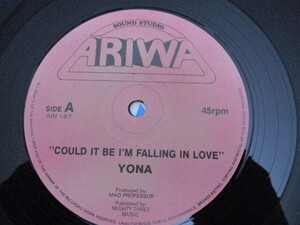 SOUND STUDIO
ARIWA
SIDE A
ARI 187
45rpm
"COULD IT BE I'M FALLING IN LOVE"
YONA
Produced by
MAD PROFESSOR
Published by
MIGHTY THREE
MUSIC